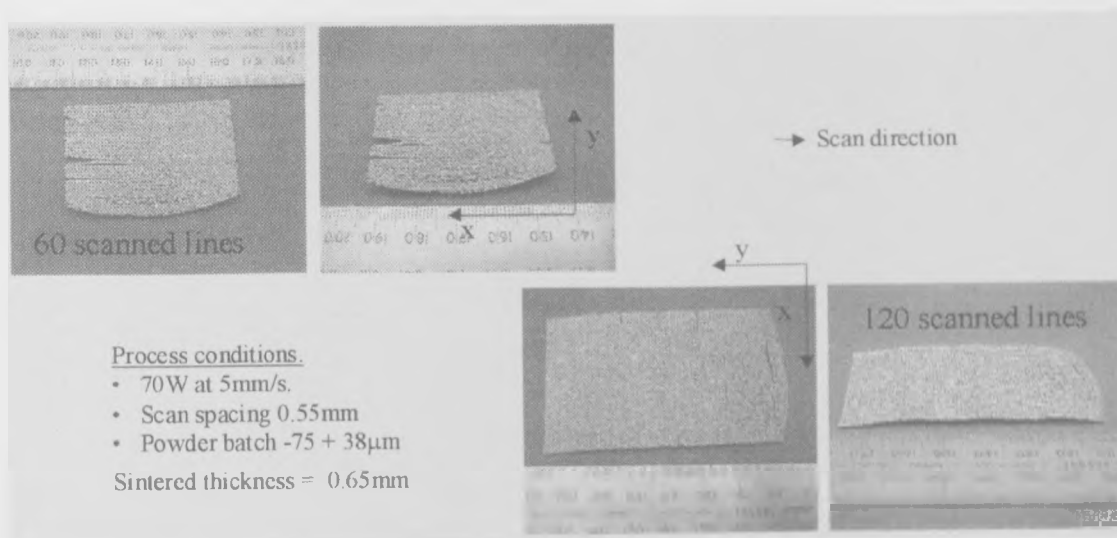 y
x
→ Scan direction
60 scanned lines
y
x
120 scanned lines
Process conditions.
• 70W at 5mm/s.
• Scan spacing 0.55mm
• Powder batch -75 + 38μm
Sintered thickness = 0.65mm